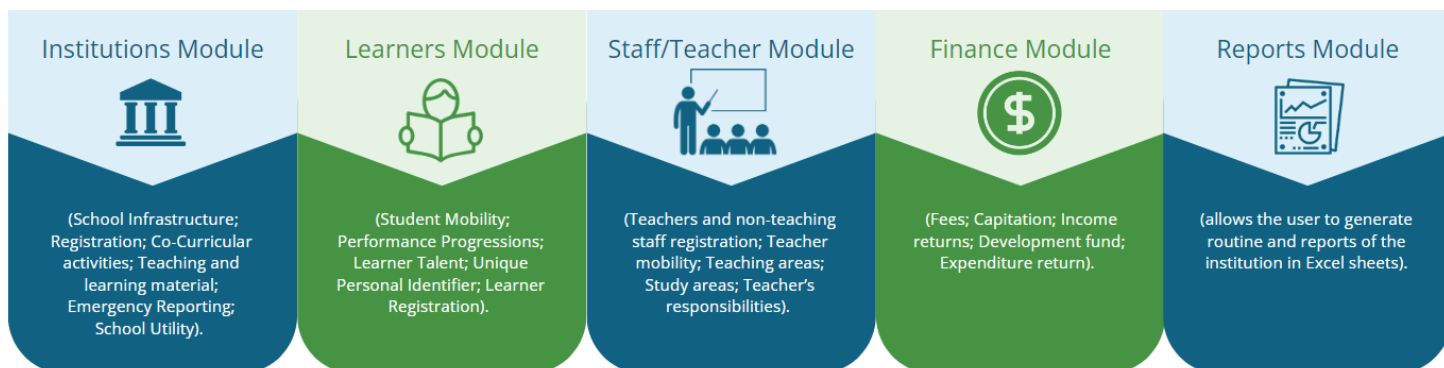 Institutions Module
(School Infrastructure;
Registration; Co-Curricular
activities; Teaching and
learning material;
Emergency Reporting;
School Utility).
Learners Module
(Student Mobility;
Performance Progressions;
Learner Talent; Unique
Personal Identifier; Learner
Registration).
Staff/Teacher Module
(Teachers and non-teaching
staff registration; Teacher
mobility; Teaching areas;
Study areas; Teacher’s
responsibilities).
Finance Module
$
(Fees; Capitation; Income
returns; Development fund;
Expenditure return).
Reports Module
(allows the user to generate
routine and reports of the
institution in Excel sheets).